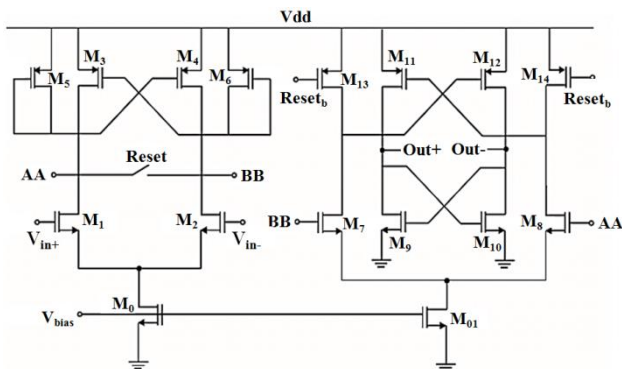 Vdd
M3 M4 M11 M12
M5 M6 M13 M14
Resetb Resetb
Reset Out+ Out-
AA BB
M1 M2 BB M7 M8 AA
Vin+ Vin- M9 M10
M0 M01
Vbias